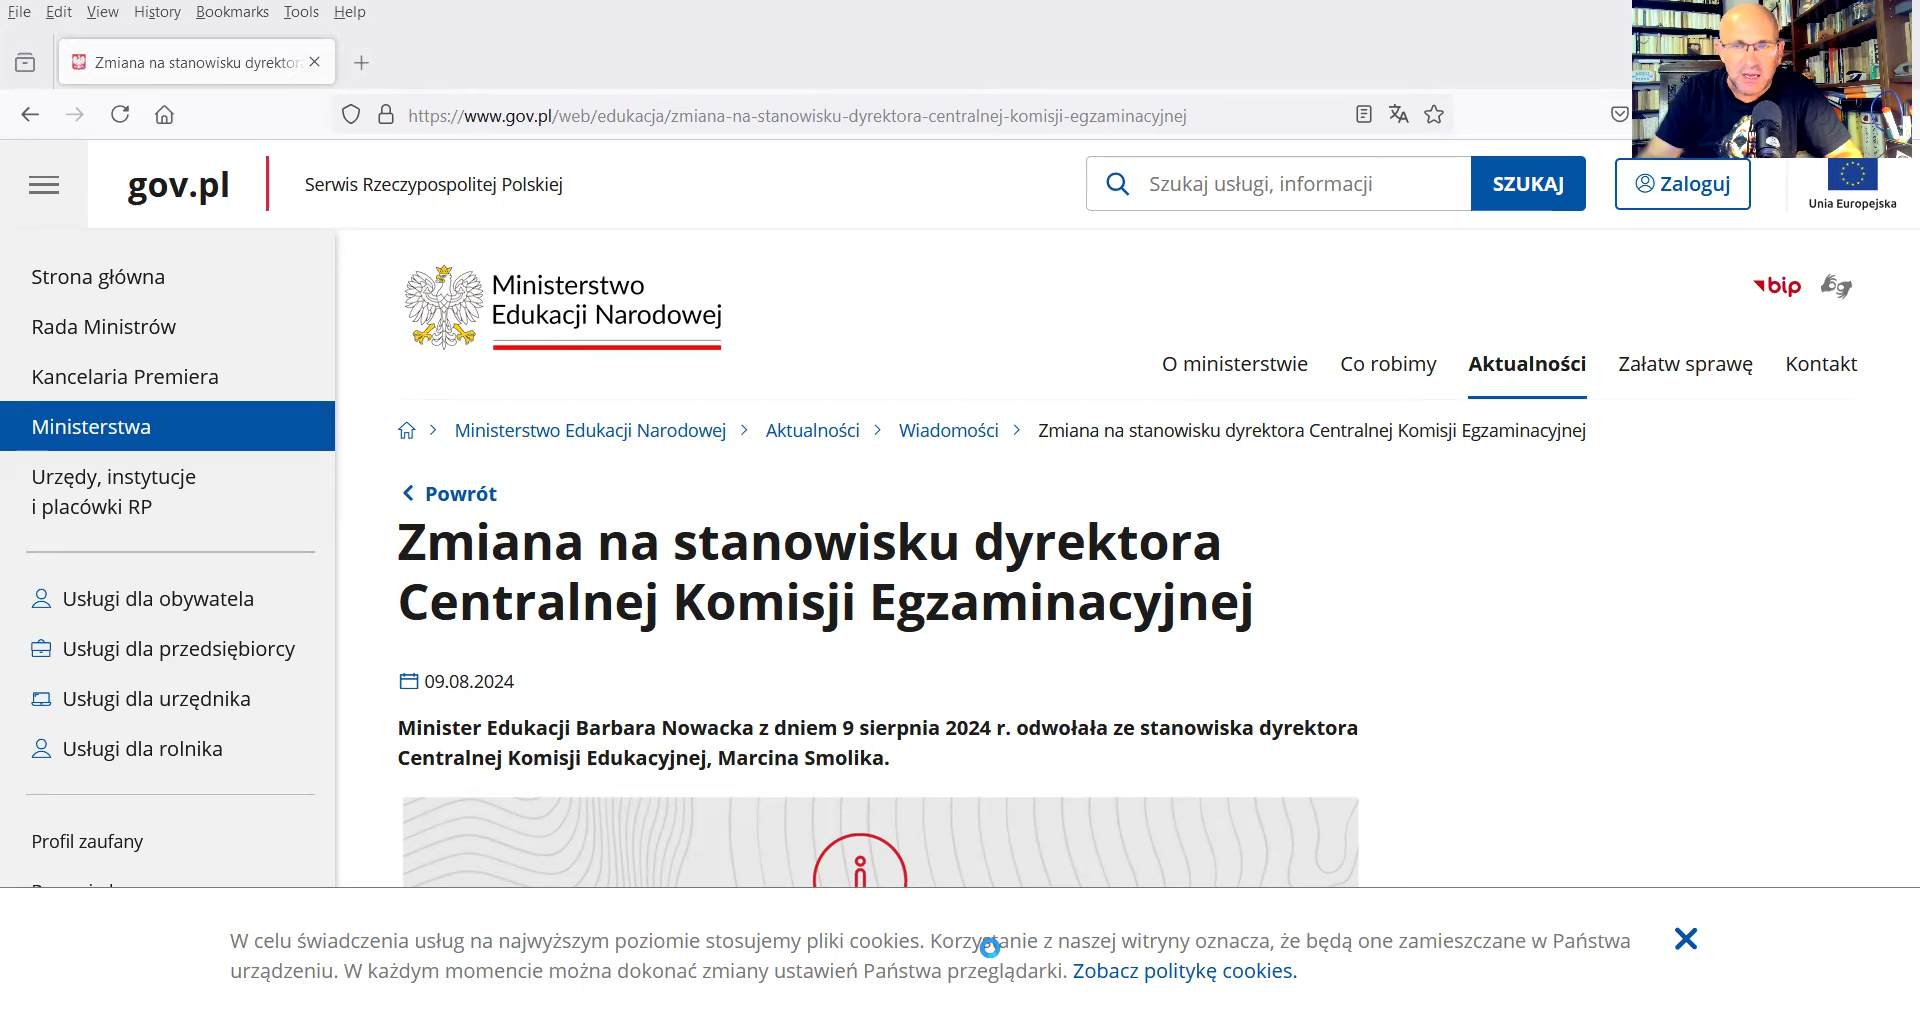 File Edit View History Bookmarks Tools Help
Zmiana na stanowisku dyrektor
https://www.gov.pl/web/edukacja/zmiana-na-stanowisku-dyrektora-centralnej-komisji-egzaminacyjnej
gov.pl
Serwis Rzeczypospolitej Polskiej
Szukaj usługi, informacji
SZUKAJ
Zaloguj
Unia Europejska
Strona główna
Rada Ministrów
Kancelaria Premiera
Ministerstwa
Urzędy, instytucje
i placówki RP
Usługi dla obywatela
Usługi dla przedsiębiorcy
Usługi dla urzędnika
Usługi dla rolnika
Profil zaufany
Ministerstwo
Edukacji Narodowej
bip
O ministerstwie Co robimy Aktualności Załatw sprawę Kontakt
Ministerstwo Edukacji Narodowej > Aktualności > Wiadomości > Zmiana na stanowisku dyrektora Centralnej Komisji Egzaminacyjnej
Powrót
Zmiana na stanowisku dyrektora
Centralnej Komisji Egzaminacyjnej
09.08.2024
Minister Edukacji Barbara Nowacka z dniem 9 sierpnia 2024 r. odwołała ze stanowiska dyrektora
Centralnej Komisji Edukacyjnej, Marcina Smolika.
W celu świadczenia usług na najwyższym poziomie stosujemy pliki cookies. Korzystanie z naszej witryny oznacza, że będą one zamieszczane w Państwa
urządzeniu. W każdym momencie można dokonać zmiany ustawień Państwa przeglądarki. Zobacz politykę cookies.